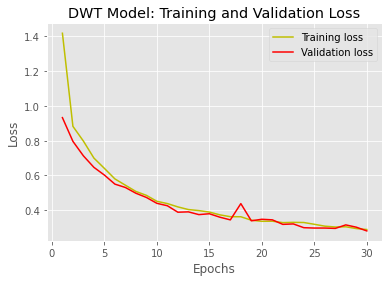 DWT Model: Training and Validation Loss
Training loss
Validation loss
Loss
1.4
1.2
1.0
0.8
0.6
0.4
0 5 10 15 20 25 30
Epochs